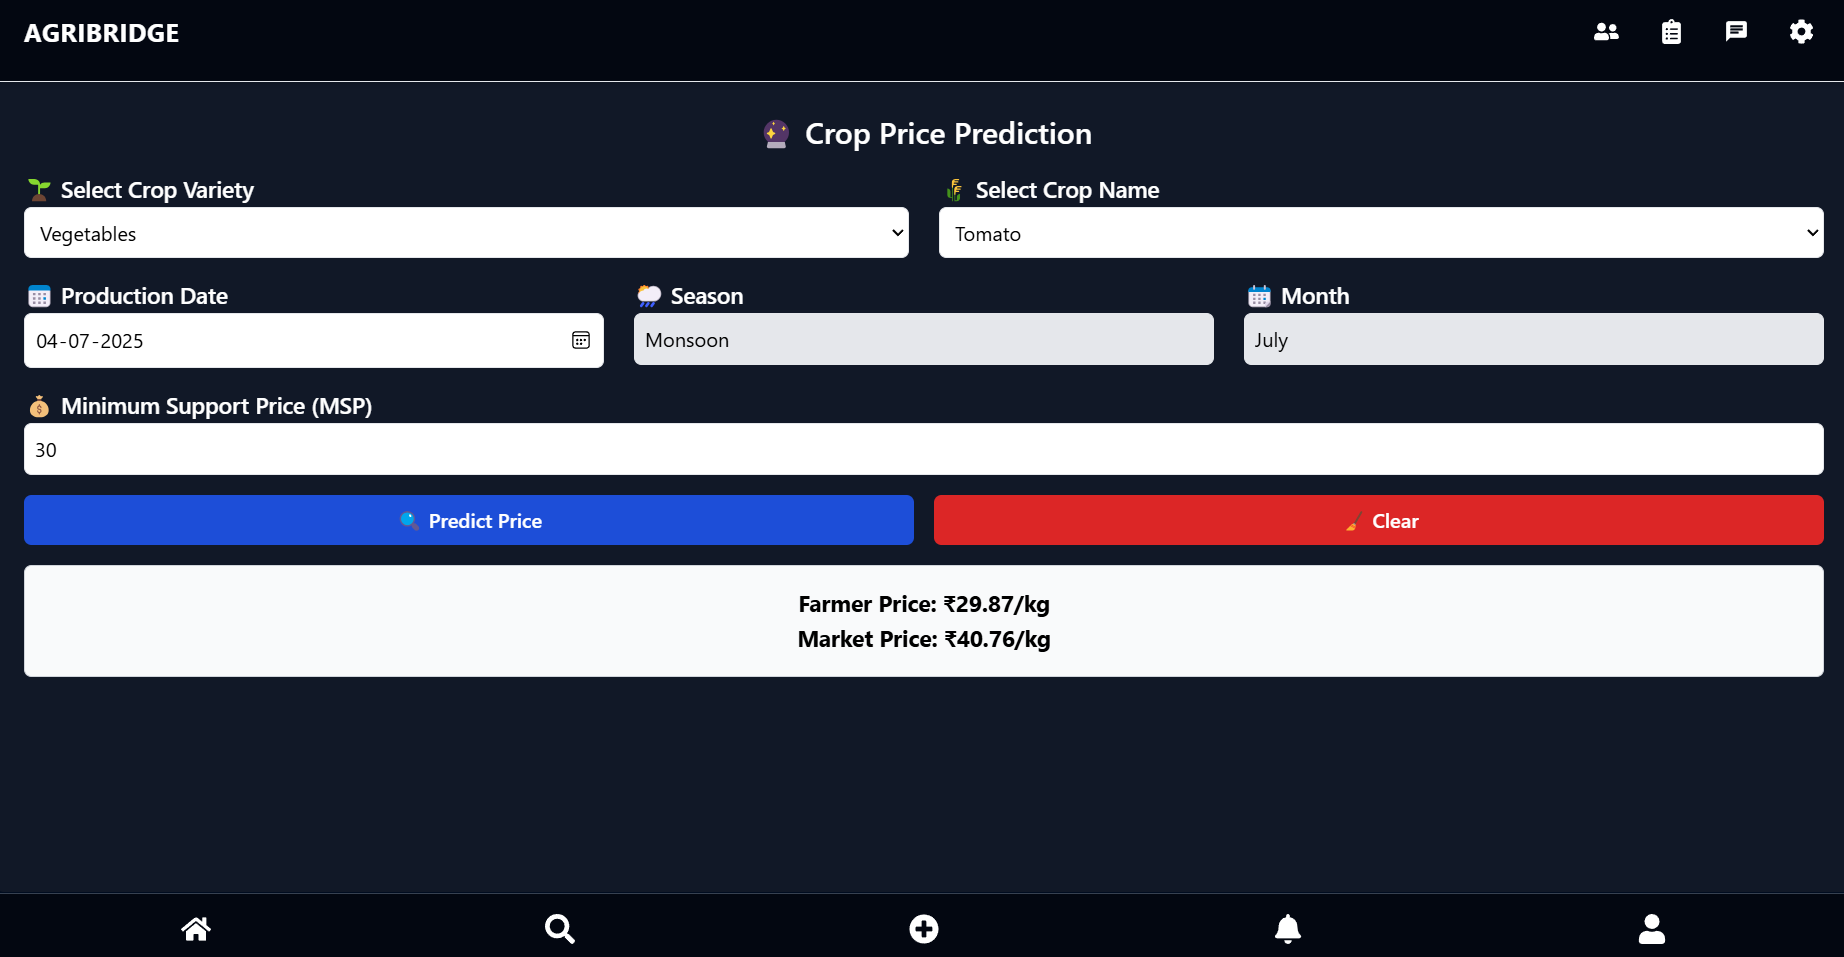 AGRIBRIDGE
Crop Price Prediction
Select Crop Variety
Select Crop Name
Vegetables
Tomato
Production Date
Season
Month
04-07-2025
Monsoon
July
Minimum Support Price (MSP)
30
Predict Price
Clear
Farmer Price: ₹29.87/kg
Market Price: ₹40.76/kg